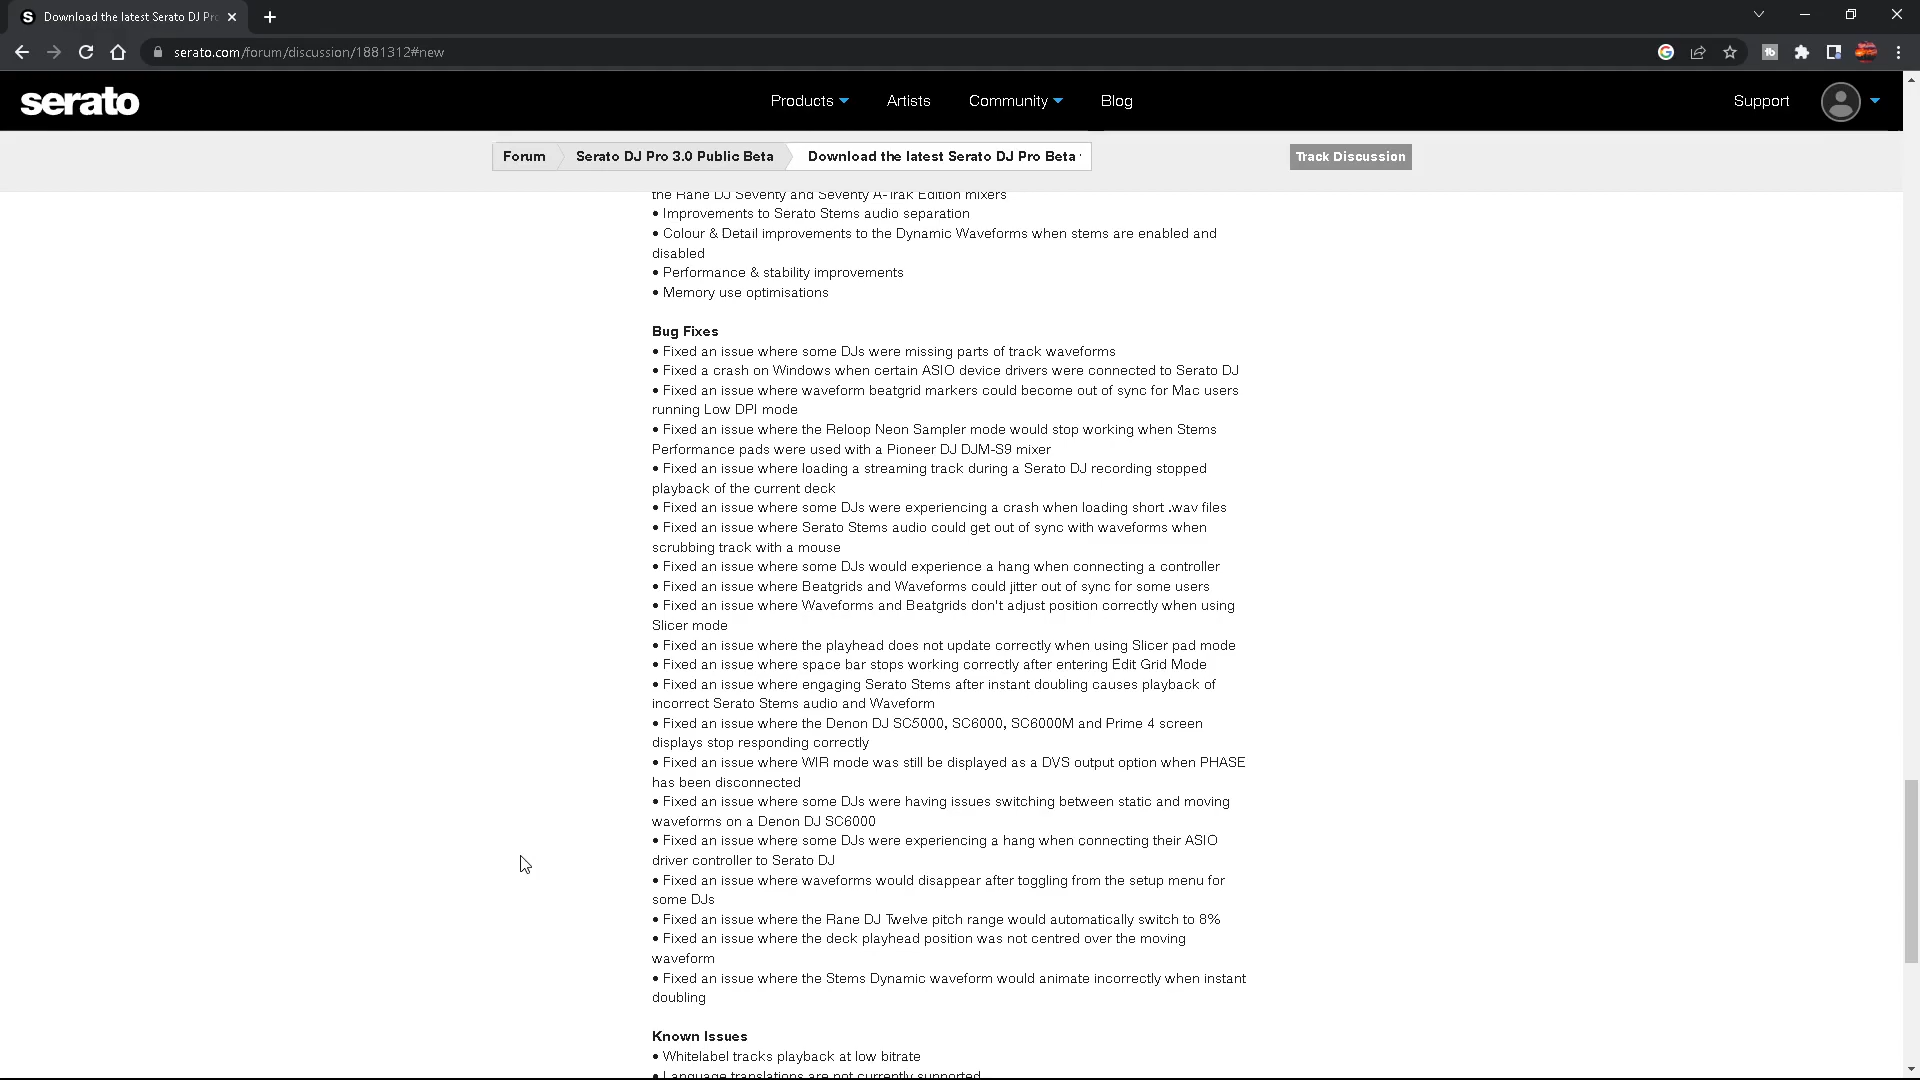 Download the latest Serato DJ Pr
serato.com/forum/discussion/1881312#new
serato
Products
Artists
Community
Blog
Support
Forum
Serato DJ Pro 3.0 Public Beta
Download the latest Serato DJ Pro Beta
Track Discussion
the Rane DJ Seventy and Seventy A-Trak Edition mixers
• Improvements to Serato Stems audio separation
• Colour & Detail improvements to the Dynamic Waveforms when stems are enabled and
disabled
• Performance & stability improvements
• Memory use optimisations
Bug Fixes
• Fixed an issue where some DJs were missing parts of track waveforms
• Fixed a crash on Windows when certain ASIO device drivers were connected to Serato DJ
• Fixed an issue where waveform beatgrid markers could become out of sync for Mac users
running Low DPI mode
• Fixed an issue where the Reloop Neon Sampler mode would stop working when Stems
Performance pads were used with a Pioneer DJ DJM-S9 mixer
• Fixed an issue where loading a streaming track during a Serato DJ recording stopped
playback of the current deck
• Fixed an issue where some DJs were experiencing a crash when loading short .wav files
• Fixed an issue where Serato Stems audio could get out of sync with waveforms when
scrubbing track with a mouse
• Fixed an issue where some DJs would experience a hang when connecting a controller
• Fixed an issue where Beatgrids and Waveforms could jitter out of sync for some users
• Fixed an issue where Waveforms and Beatgrids don't adjust position correctly when using
Slicer mode
• Fixed an issue where the playhead does not update correctly when using Slicer pad mode
• Fixed an issue where space bar stops working correctly after entering Edit Grid Mode
• Fixed an issue where engaging Serato Stems after instant doubling causes playback of
incorrect Serato Stems audio and Waveform
• Fixed an issue where the Denon DJ SC5000, SC6000, SC6000M and Prime 4 screen
displays stop responding correctly
• Fixed an issue where WIR mode was still be displayed as a DVS output option when PHASE
has been disconnected
• Fixed an issue where some DJs were having issues switching between static and moving
waveforms on a Denon DJ SC6000
• Fixed an issue where some DJs were experiencing a hang when connecting their ASIO
driver controller to Serato DJ
• Fixed an issue where waveforms would disappear after toggling from the setup menu for
some DJs
• Fixed an issue where the Rane DJ Twelve pitch range would automatically switch to 8%
• Fixed an issue where the deck playhead position was not centred over the moving
waveform
• Fixed an issue where the Stems Dynamic waveform would animate incorrectly when instant
doubling
Known Issues
• Whitelabel tracks playback at low bitrate
• Language translations are not currently supported